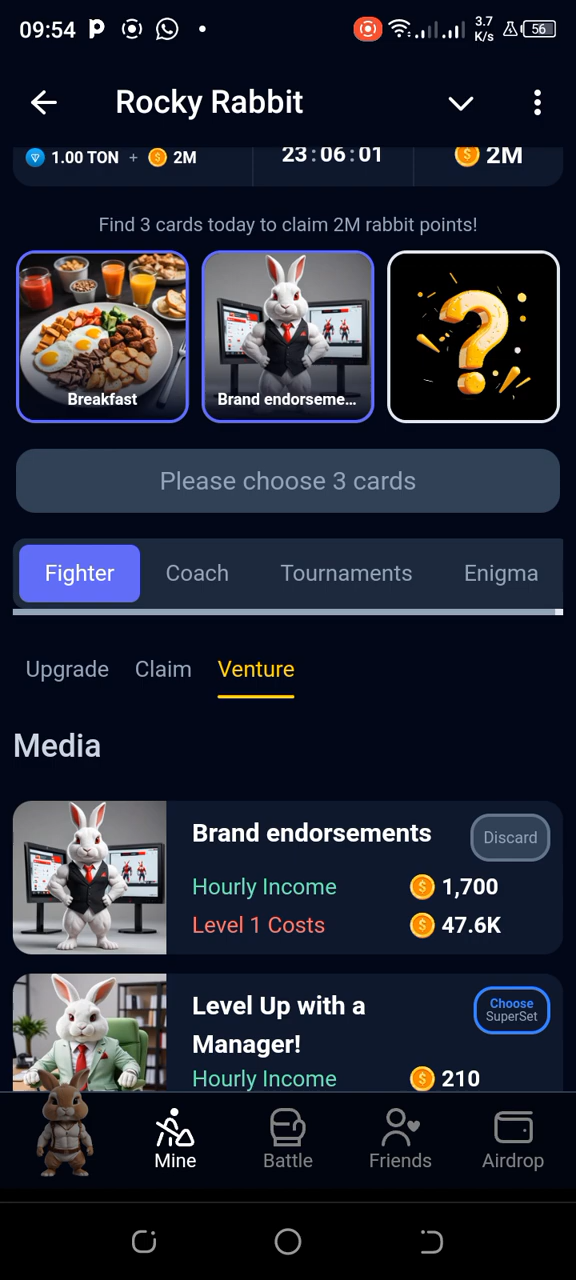 09:54
3.7 K/s
56
Rocky Rabbit
1.00 TON + 2M
23:06:01
2M
Find 3 cards today to claim 2M rabbit points!
Breakfast
Brand endorseme...
Please choose 3 cards
Fighter Coach Tournaments Enigma
Upgrade Claim Venture
Media
Brand endorsements
Discard
Hourly Income 1,700
Level 1 Costs 47.6K
Level Up with a
Manager!
Choose
SuperSet
Hourly Income 210
Mine Battle Friends Airdrop